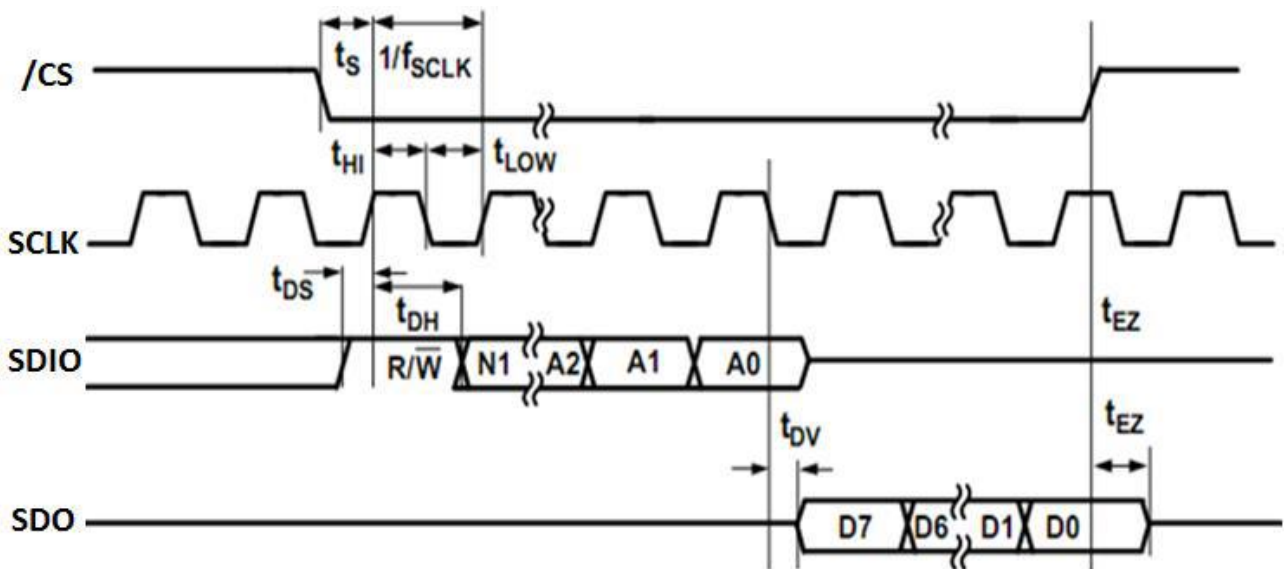 /CS
tS 1/fSCLK
tHI tLOW
SCLK
tDS
tDH
tEZ
SDIO
R/W̅ N1 A2 A1 A0
tDV
tEZ
SDO
D7 D6 D1 D0